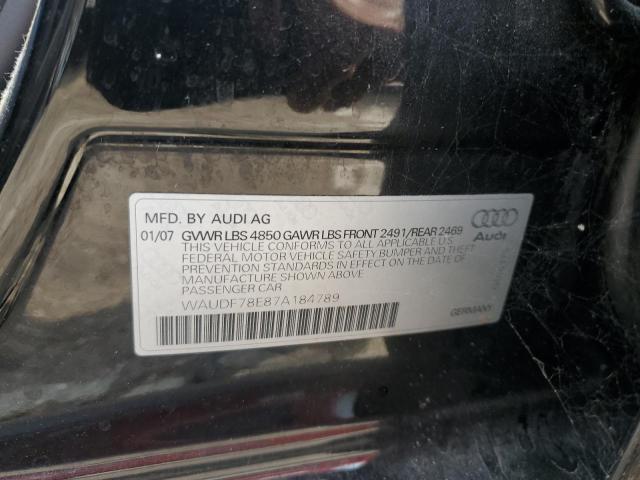 MFD. BY AUDI AG
01/07 GVWR LBS 4850 GAWR LBS FRONT 2491/REAR 2469
THIS VEHICLE CONFORMS TO ALL APPLICABLE U.S.
FEDERAL MOTOR VEHICLE SAFETY BUMPER AND THEFT
PREVENTION STANDARDS IN EFFECT ON THE DATE OF
MANUFACTURE SHOWN ABOVE
PASSENGER CAR
WAUDF78E87A184789
Audi
GERMANY